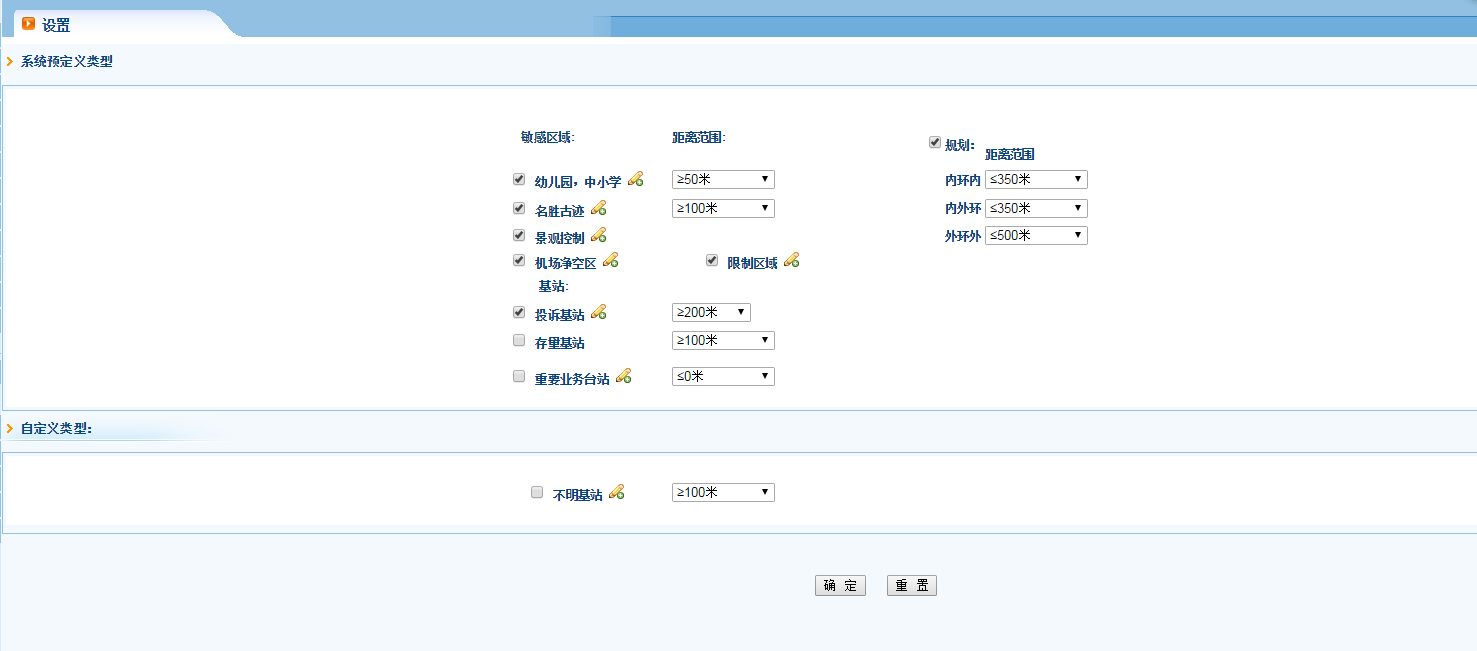 设置
系统预定义类型
敏感区域: 距离范围:
规划: 距离范围
幼儿园，中小学 ≥50米
内环内 ≤350米
名胜古迹 ≥100米
内外环 ≤350米
景观控制
外环外 ≤500米
机场净空区 限制区域
基站:
投诉基站 ≥200米
存量基站 ≥100米
重要业务台站 ≤0米
自定义类型:
不明基站 ≥100米
确 定 重 置